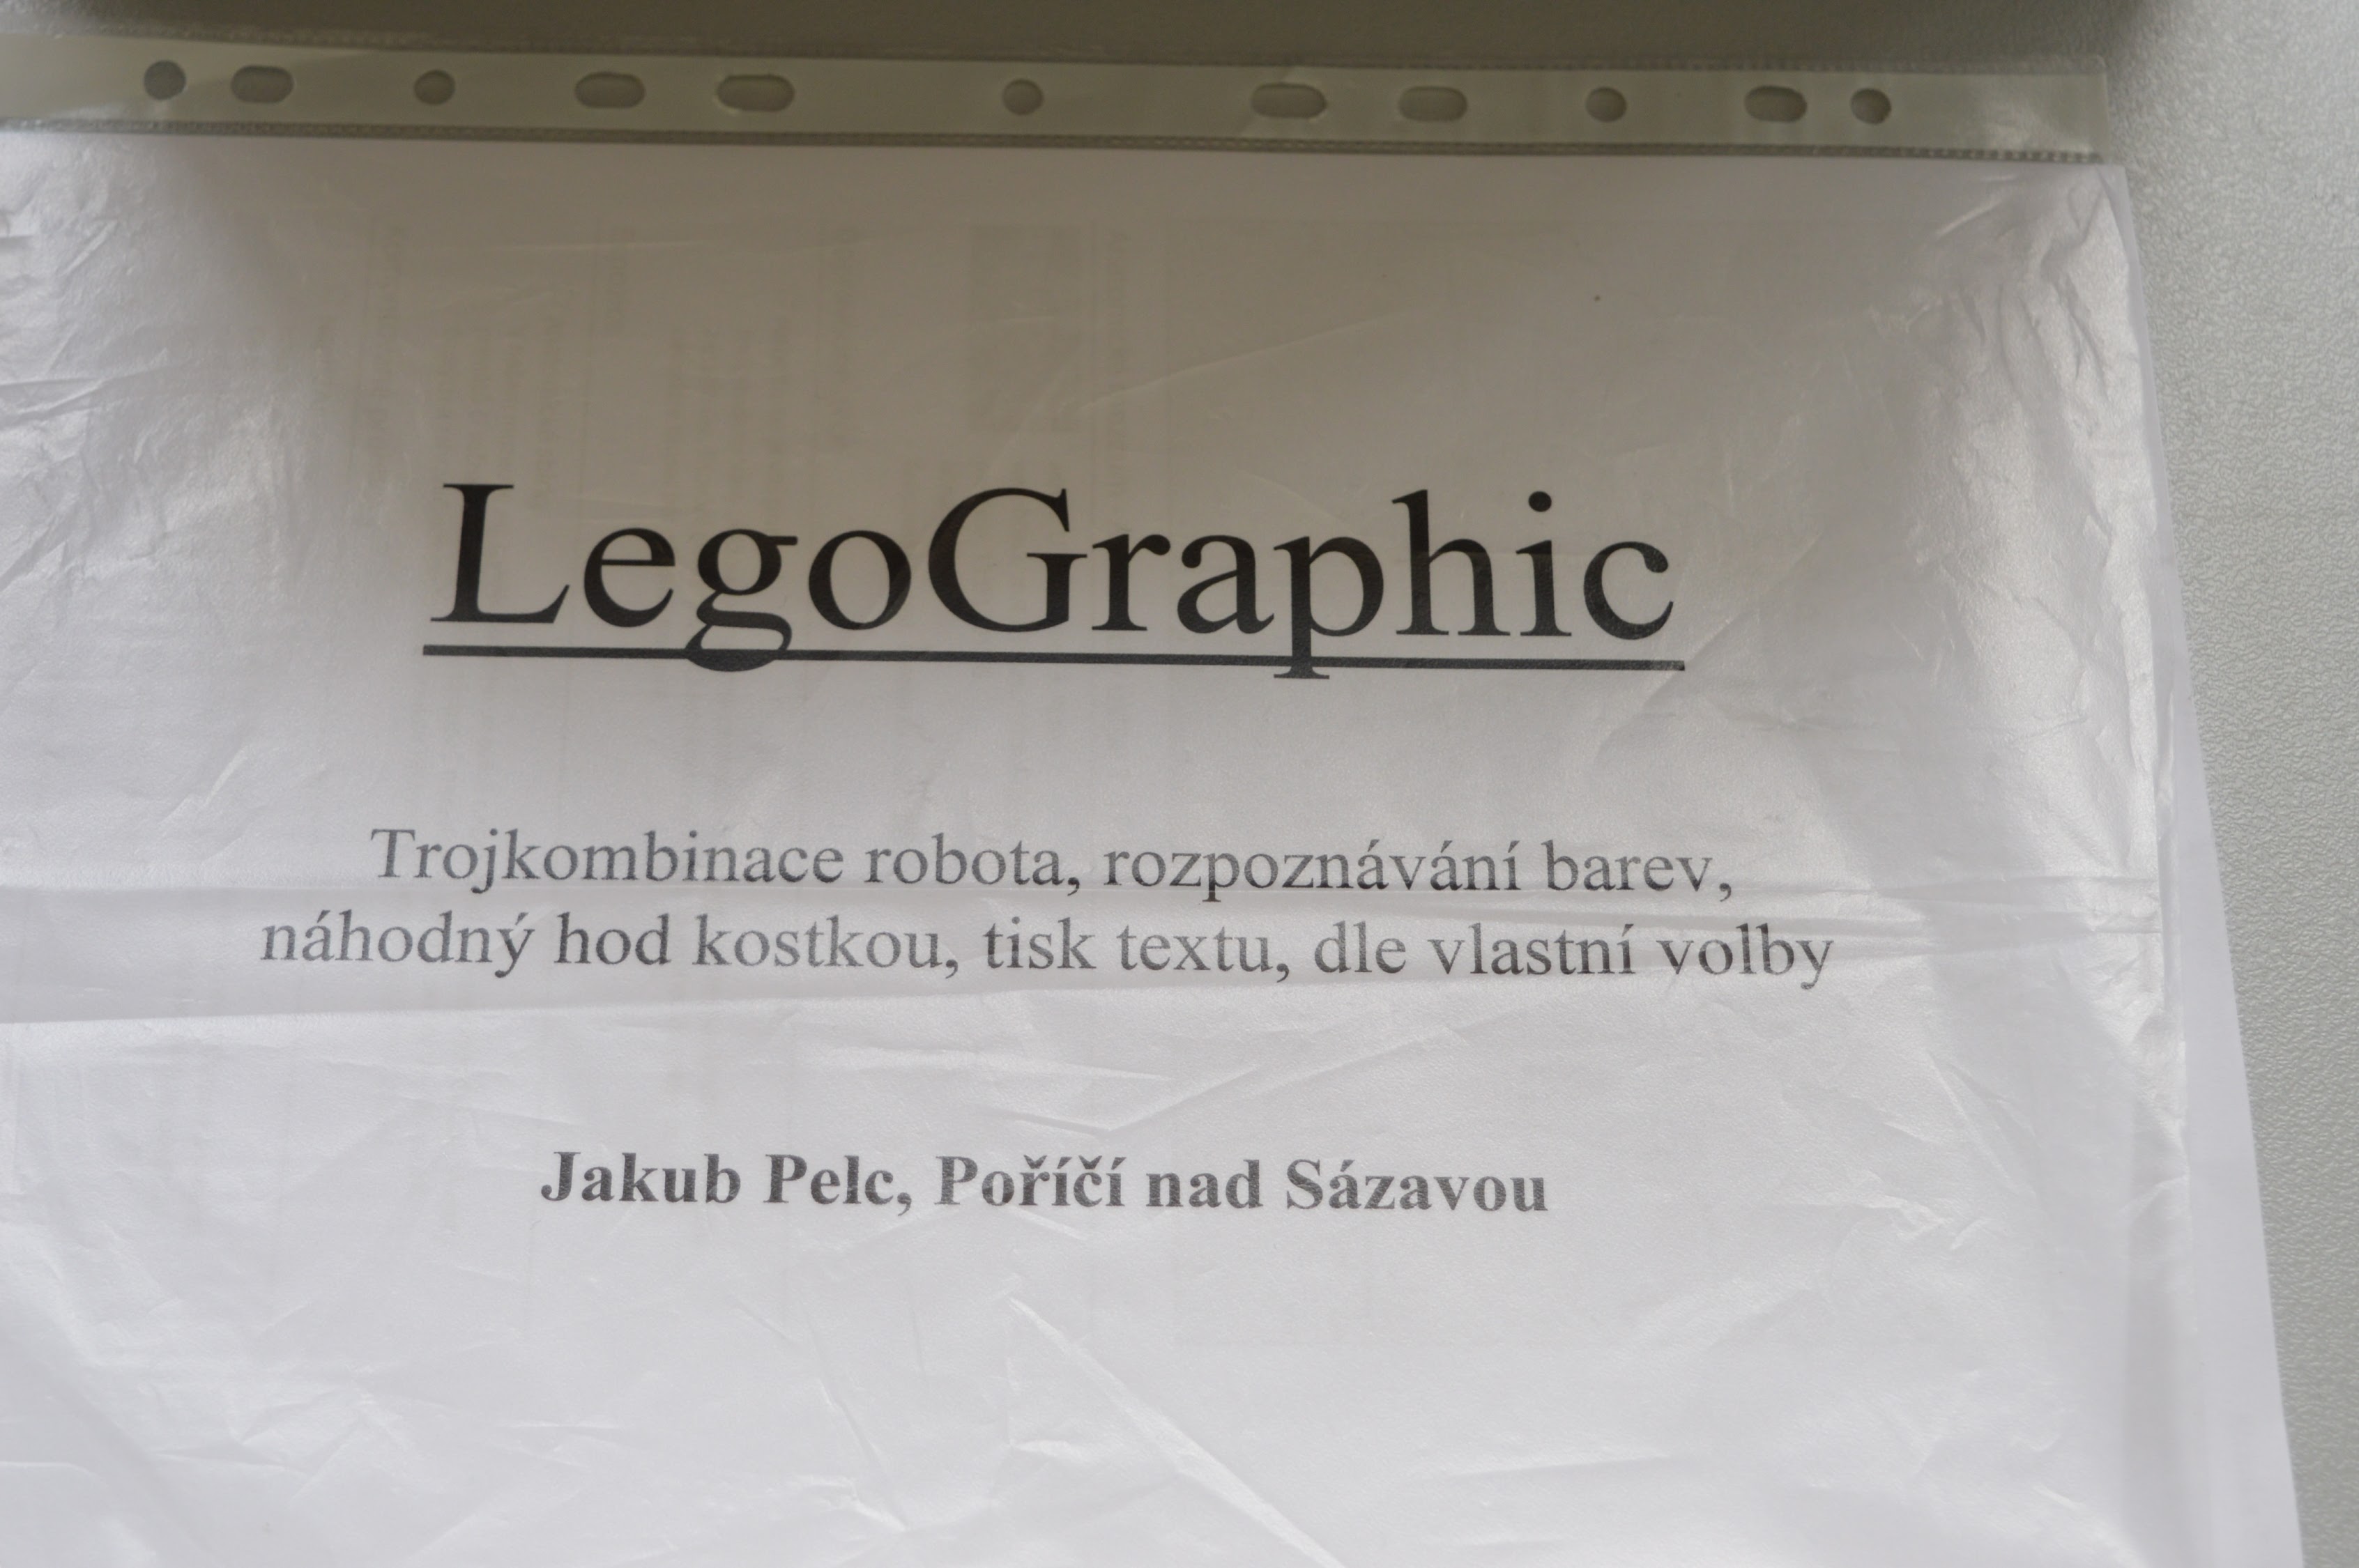 LegoGraphic
Trojkombinace robota, rozpoznávání barev,
náhodný hod kostkou, tisk textu, dle vlastní volby
Jakub Pelc, Poříčí nad Sázavou